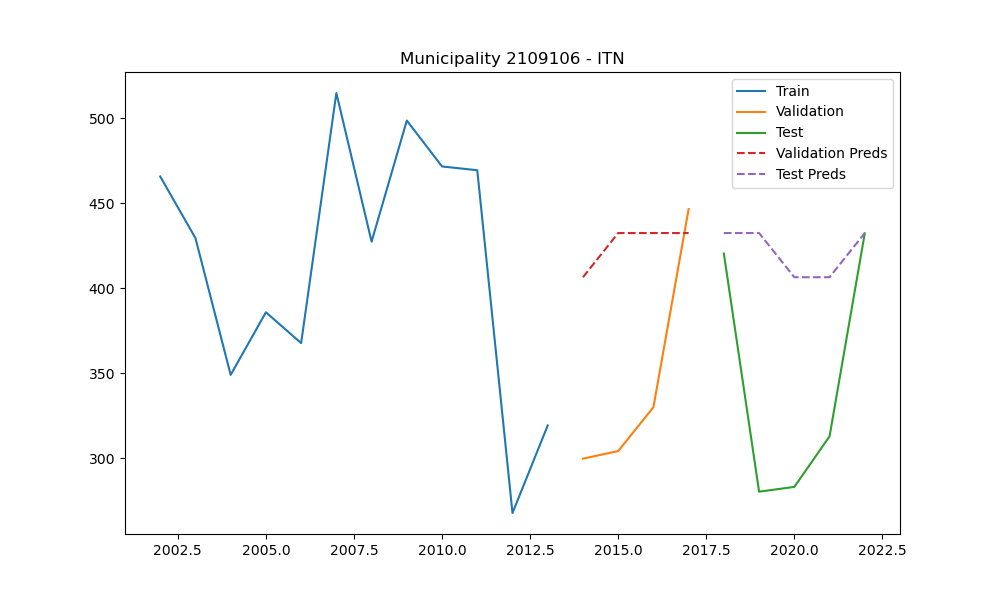 Municipality 2109106 - ITN
Train
Validation
Test
Validation Preds
Test Preds
500
450
400
350
300
2002.5 2005.0 2007.5 2010.0 2012.5 2015.0 2017.5 2020.0 2022.5